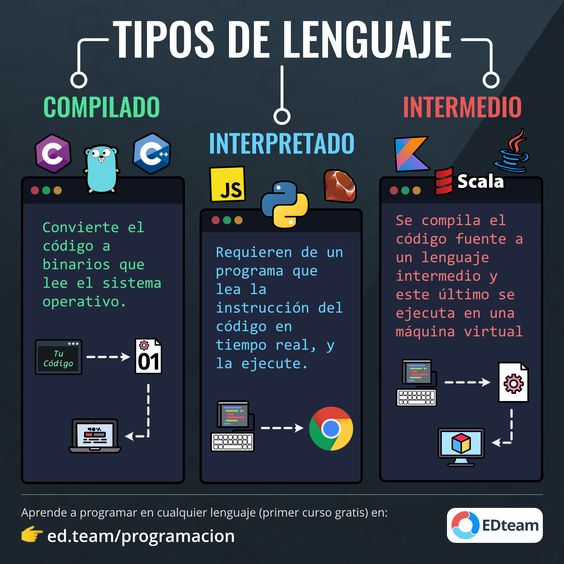 TIPOS DE LENGUAJE
COMPILADO
C
C++
Convierte el
código a
binarios que
lee el sistema
operativo.
Tu
Código
01
40%
INTERPRETADO
JS
Requieren de un
programa que
lea la
instrucción del
código en
tiempo real, y
la ejecute.
INTERMEDIO
Scala
Se compila el
código fuente a
un lenguaje
intermedio y
este último se
ejecuta en una
máquina virtual
Aprende a programar en cualquier lenguaje (primer curso gratis) en:
ed.team/programacion
EDteam